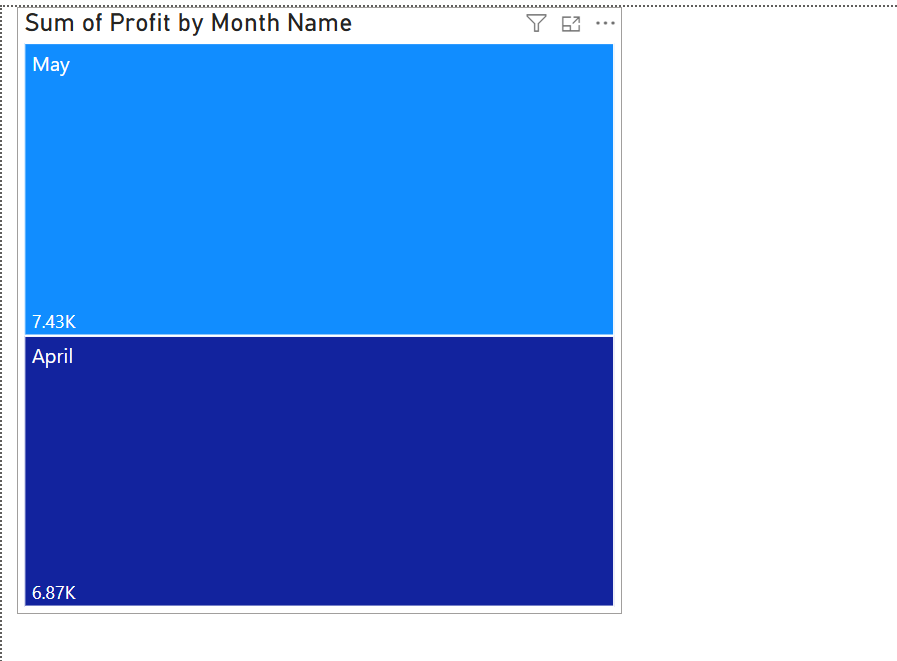 Sum of Profit by Month Name
May
7.43K
April
6.87K